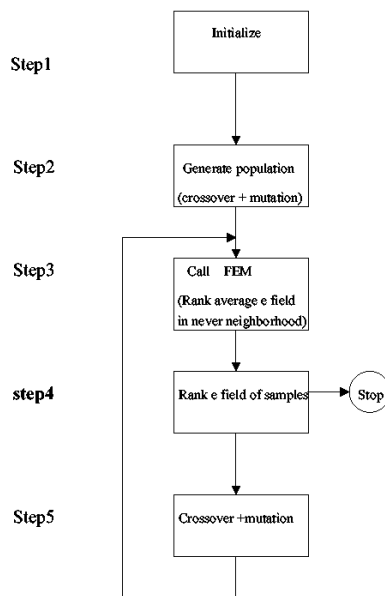 Initialize
Step1
Step2
Generate population
(crossover + mutation)
Step3
Call FEM
(Rank average e field
in never neighborhood)
step4
Rank e field of samples
Stop
Step5
Crossover +mutation